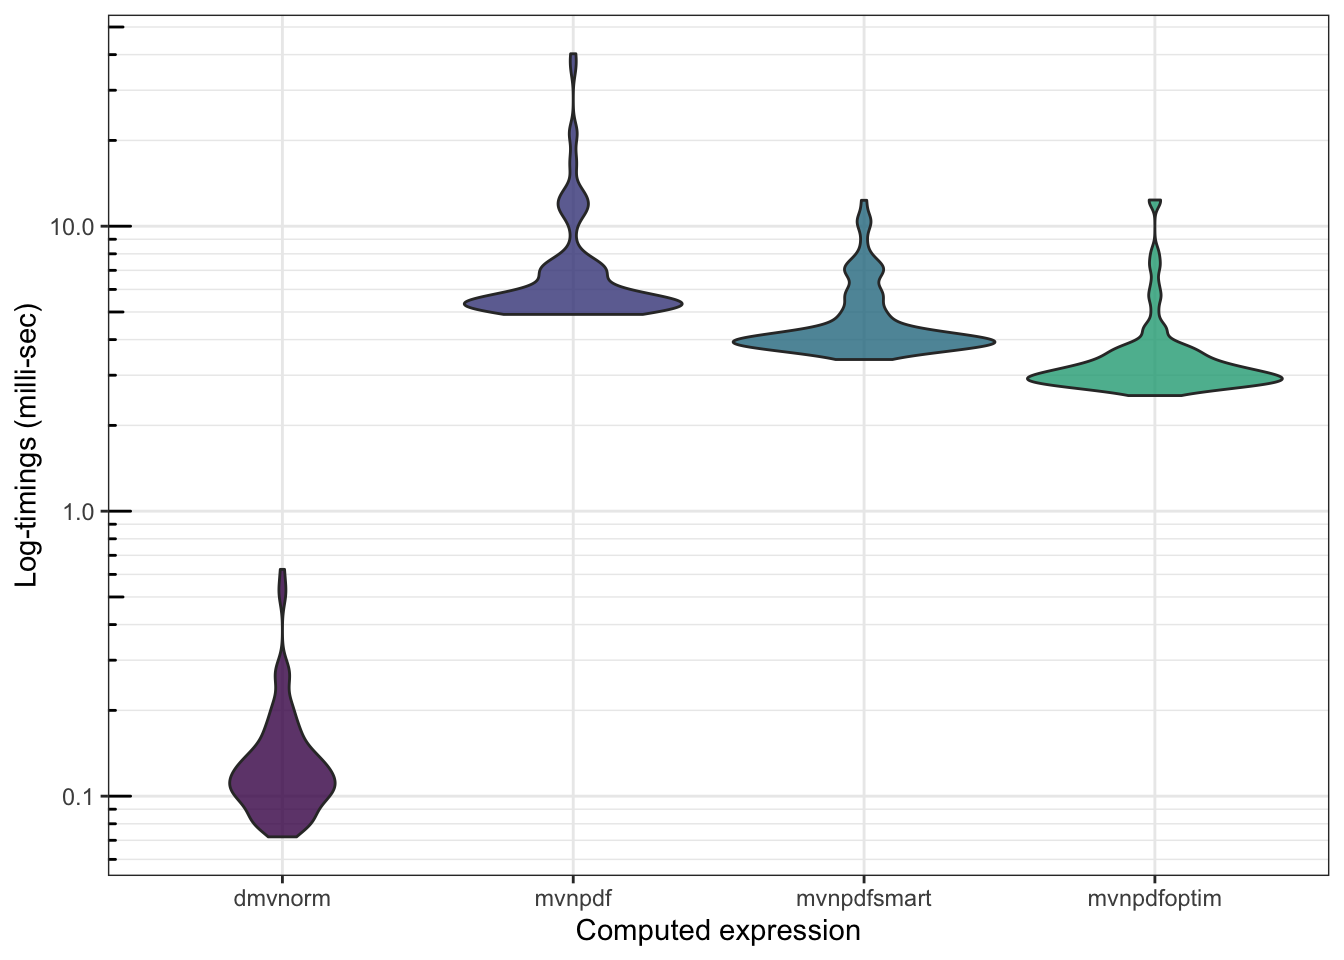 Log-timings (milli-sec)
10.0
1.0
0.1
dmvnorm mvnpdf mvnpdfsmart mvnpdfoptim
Computed expression